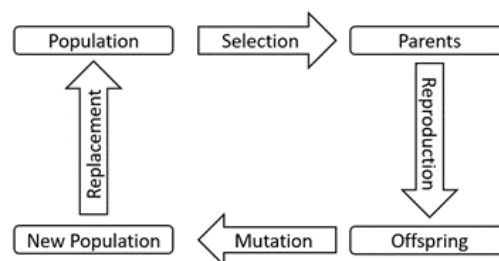 Population
Selection
Parents
Reproduction
Replacement
New Population
Mutation
Offspring